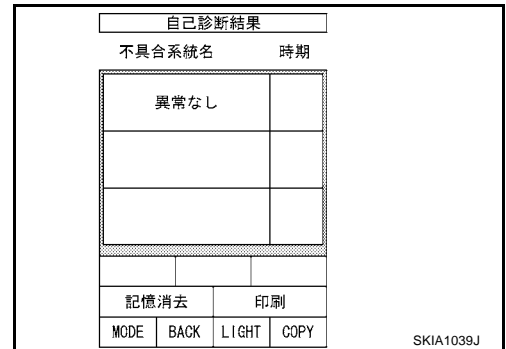 自己診断結果
不具合系統名 時期
異常なし
記憶消去 印刷
MODE BACK LIGHT COPY
SKIA1039J